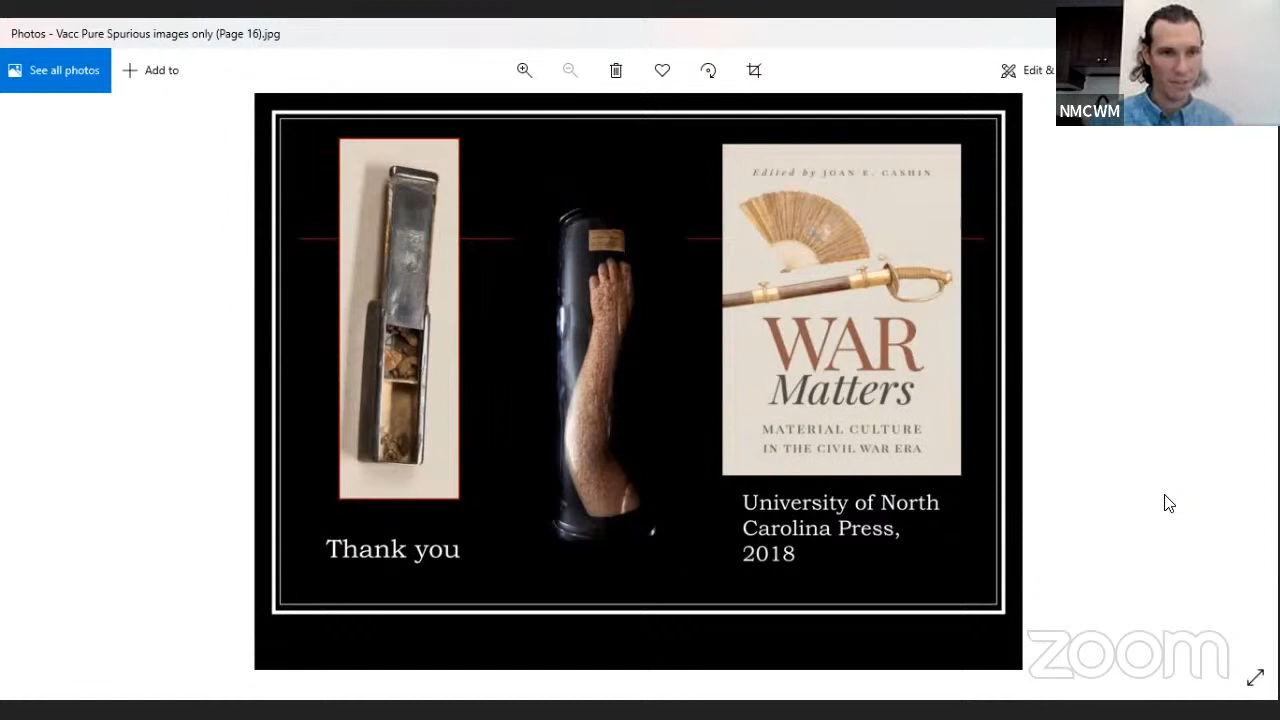 Photos - Vacc Pure Spurious images only (Page 16).jpg
See all photos
Add to
Edit &
NMCWM
Edited by JOAN E. CASHIN
WAR
Matters
MATERIAL CULTURE
IN THE CIVIL WAR ERA
University of North
Carolina Press,
2018
Thank you
zoom